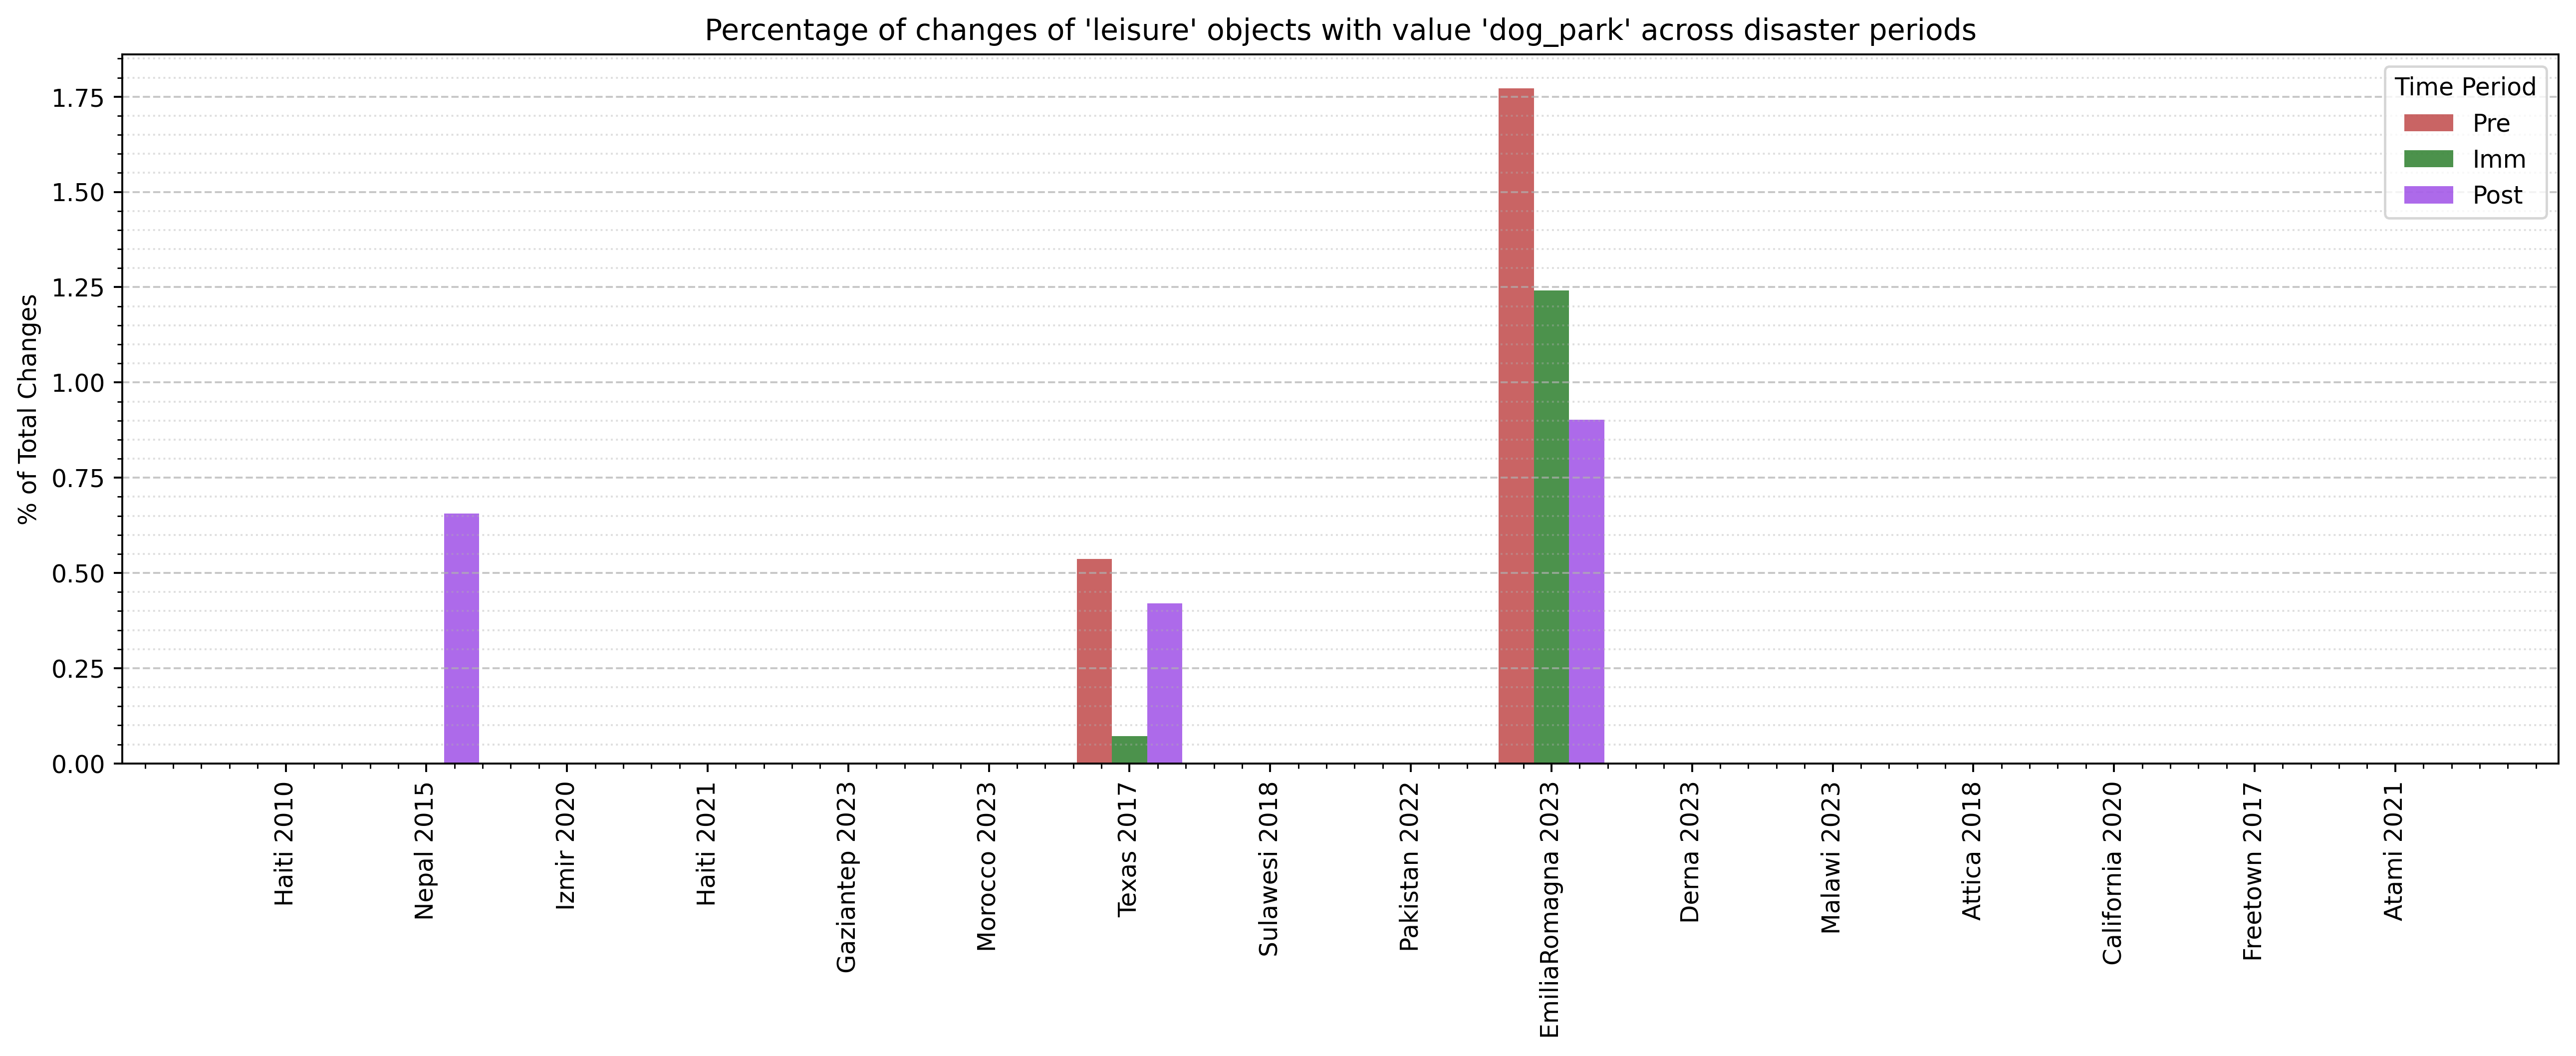 Percentage of changes of 'leisure' objects with value 'dog_park' across disaster periods
% of Total Changes
1.75
1.50
1.25
1.00
0.75
0.50
0.25
0.00
Time Period
Pre
Imm
Post
Haiti 2010
Nepal 2015
Izmir 2020
Haiti 2021
Gaziantep 2023
Morocco 2023
Texas 2017
Sulawesi 2018
Pakistan 2022
EmiliaRomagna 2023
Derna 2023
Malawi 2023
Attica 2018
California 2020
Freetown 2017
Atami 2021